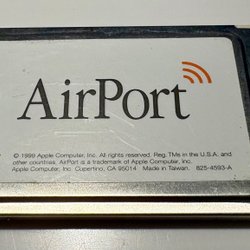 AirPort
© 1999 Apple Computer, Inc. All rights reserved. Reg. TMs in the U.S.A. and
other countries. AirPort is a trademark of Apple Computer, Inc.
Apple Computer, Inc. Cupertino, CA 95014 Made in Taiwan. 825-4593-A